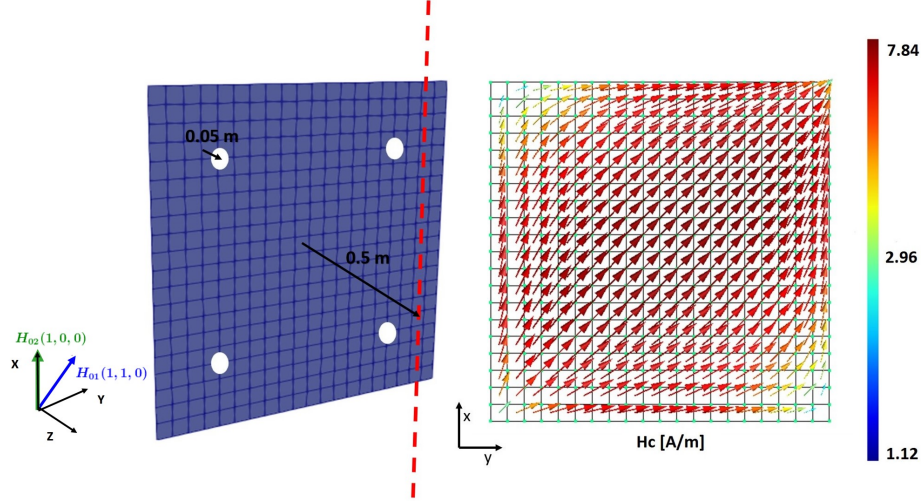 0.05 m
0.5 m
H₀₂(1, 0, 0)
X
H₀₁(1, 1, 0)
Y
Z
x
y
Hc [A/m]
7.84
2.96
1.12